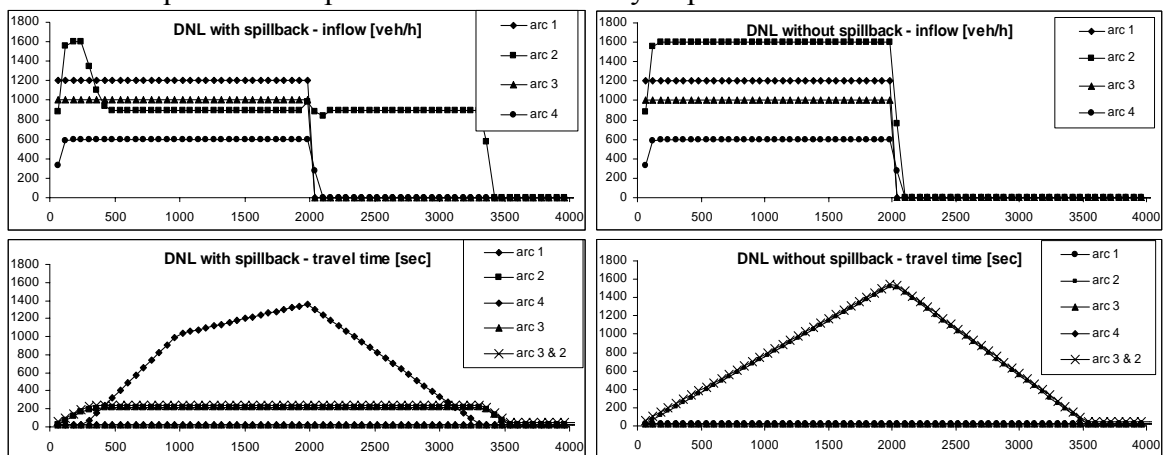 DNL with spillback - inflow [veh/h]
1800
1600
1400
1200
1000
800
600
400
200
0
0 500 1000 1500 2000 2500 3000 3500 4000
arc 1
arc 2
arc 3
arc 4
DNL without spillback - inflow [veh/h]
1800
1600
1400
1200
1000
800
600
400
200
0
0 500 1000 1500 2000 2500 3000 3500 4000
arc 1
arc 2
arc 3
arc 4
DNL with spillback - travel time [sec]
1800
1600
1400
1200
1000
800
600
400
200
0
0 500 1000 1500 2000 2500 3000 3500 4000
arc 1
arc 2
arc 4
arc 3
arc 3 & 2
DNL without spillback - travel time [sec]
1800
1600
1400
1200
1000
800
600
400
200
0
0 500 1000 1500 2000 2500 3000 3500 4000
arc 1
arc 2
arc 3
arc 4
arc 3 & 2